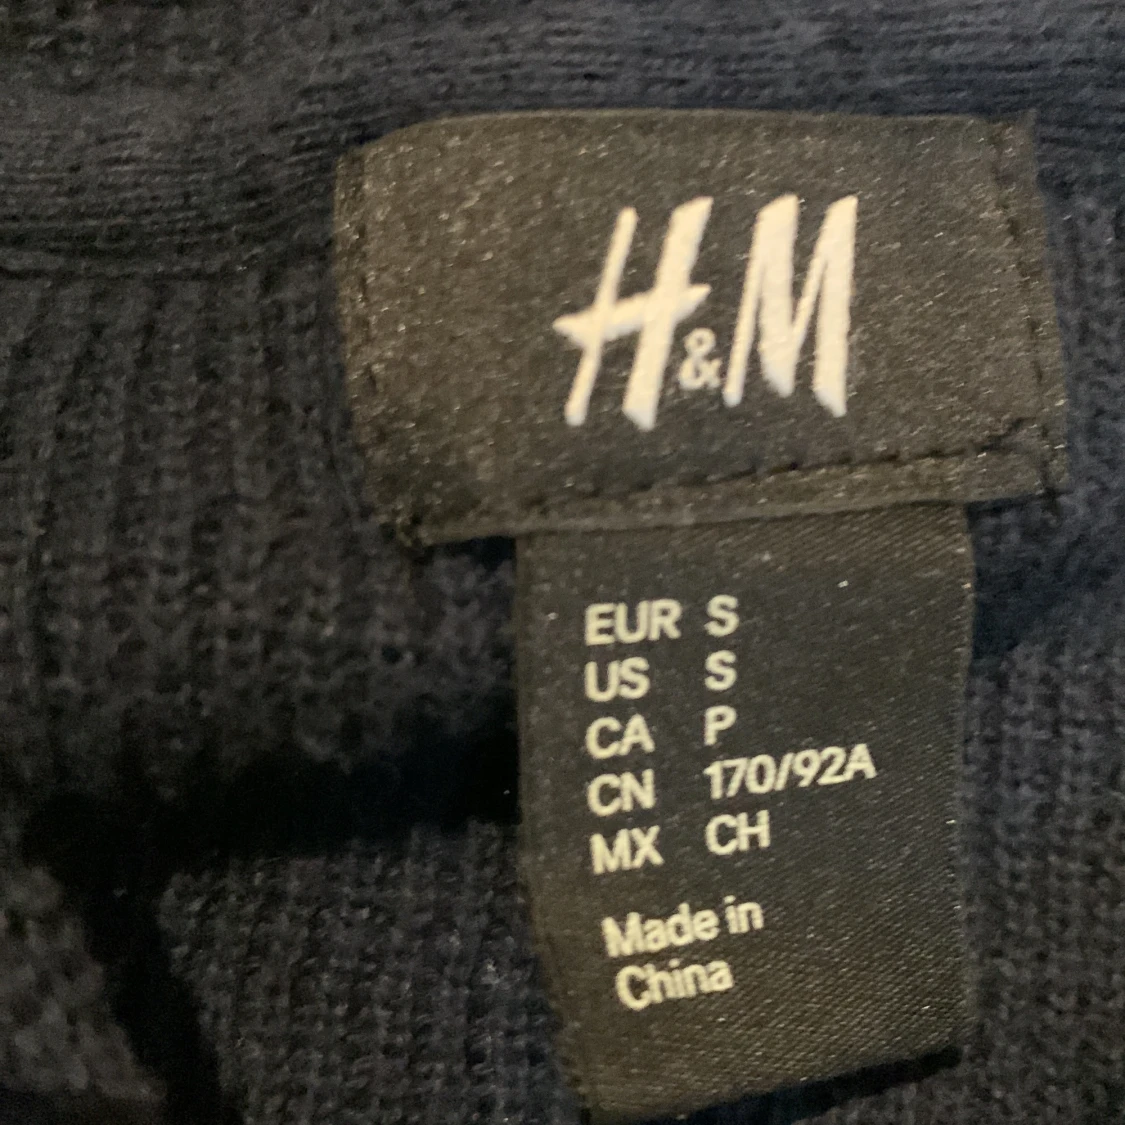 H&M
EUR S
US S
CA P
CN 170/92A
MX CH
Made in
China